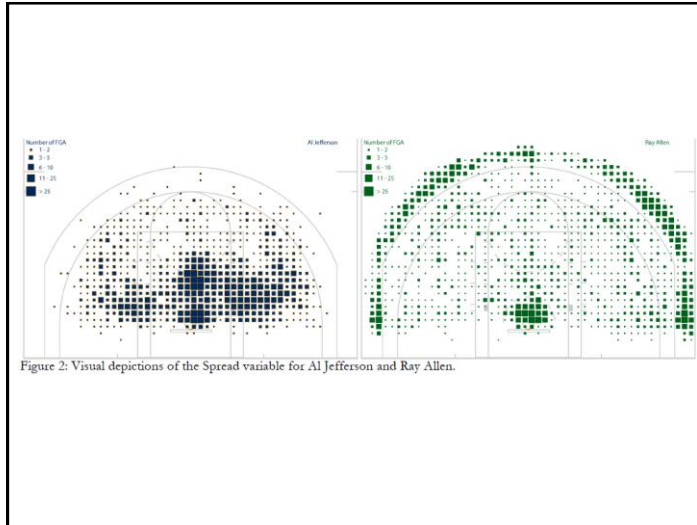 Number of FGA
1 - 2
3 - 5
6 - 10
11 - 25
> 25
Al Jefferson
Number of FGA
1 - 2
3 - 5
6 - 10
11 - 25
> 25
Ray Allen
Figure 2: Visual depictions of the Spread variable for Al Jefferson and Ray Allen.